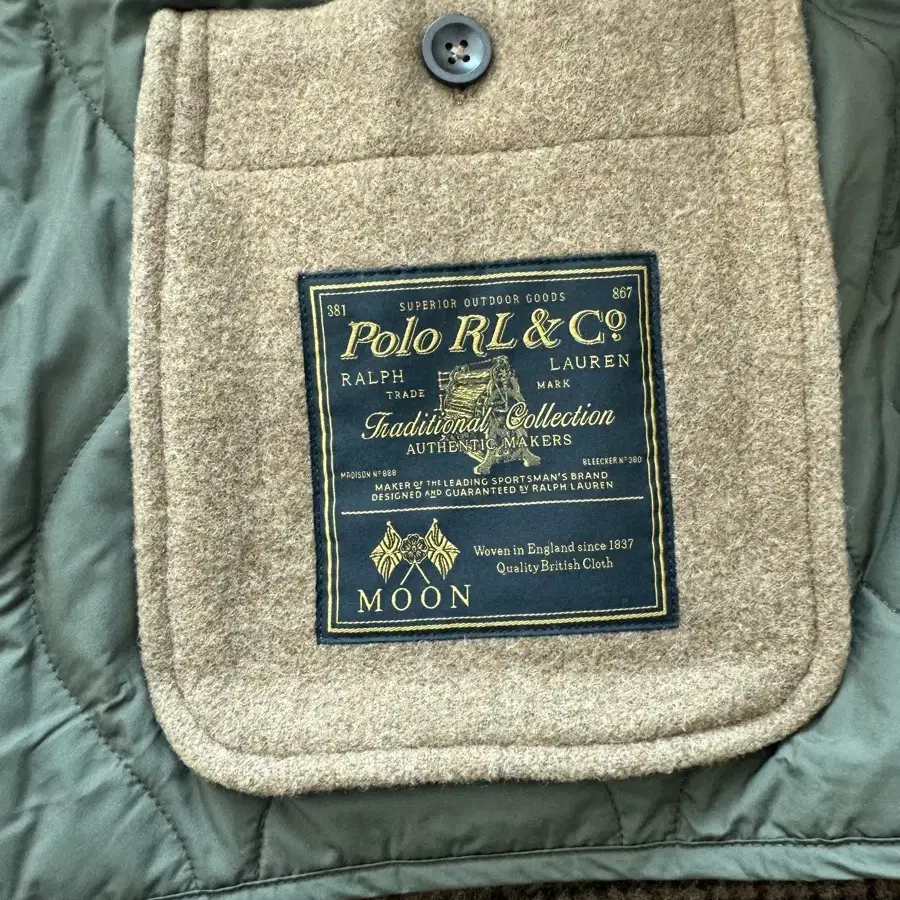 381 SUPERIOR OUTDOOR GOODS 867
Polo RL & Co
RALPH LAUREN
TRADE MARK
Traditional Collection
AUTHENTIC MAKERS
MADISON Nº 888 BLEECKER Nº 380
MAKER OF THE LEADING SPORTSMAN'S BRAND
DESIGNED AND GUARANTEED BY RALPH LAUREN
Woven in England since 1837
Quality British Cloth
MOON